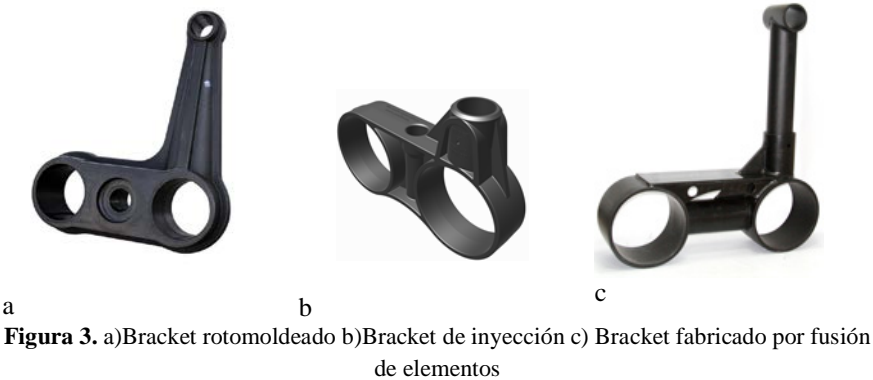 a
b
c
Figura 3. a)Bracket rotomoldeado b)Bracket de inyección c) Bracket fabricado por fusión
de elementos